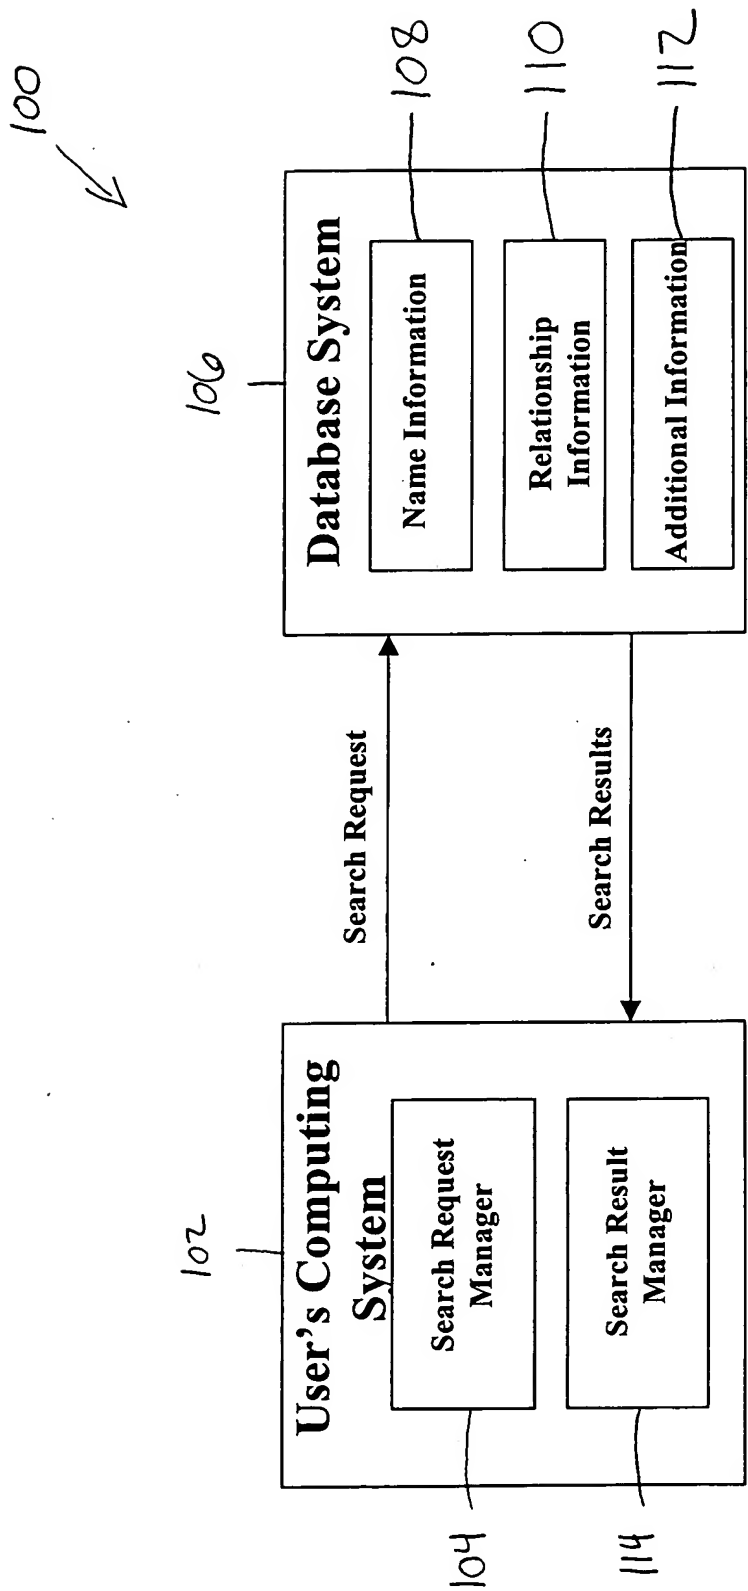 100
102
User's Computing
System
Search Request
Manager
104
Search Result
Manager
114
Search Request
Search Results
106
Database System
Name Information
108
Relationship
Information
110
Additional Information
112